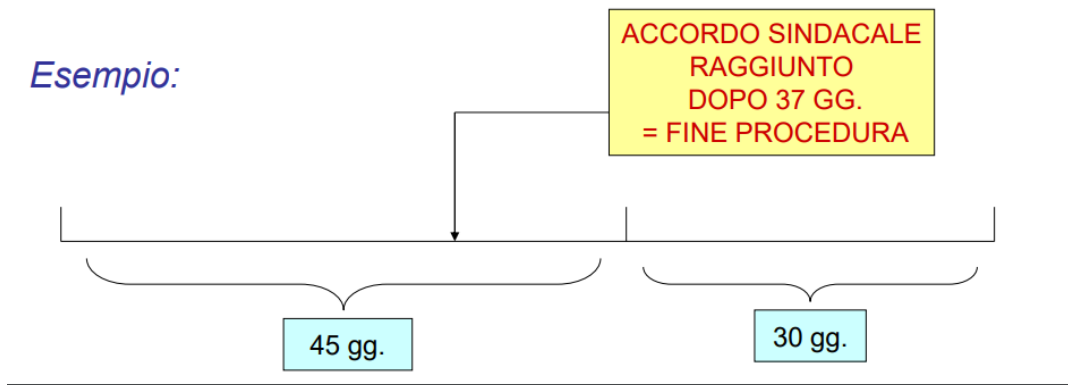 Esempio:
ACCORDO SINDACALE
RAGGIUNTO
DOPO 37 GG.
= FINE PROCEDURA
45 gg.
30 gg.